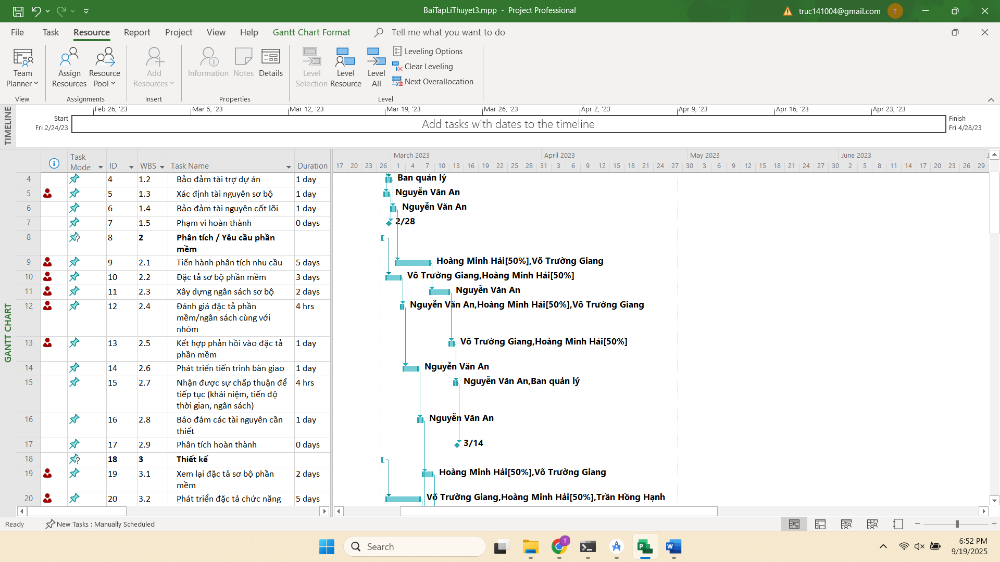 BaiTapLiThuyet3.mpp - Project Professional
truc141004@gmail.com
T
File Task Resource Report Project View Help Gantt Chart Format Tell me what you want to do
Team Planner
Assign Resources
Resource Pool
Add Resources
Information
Notes
Details
Level Selection
Level Resource
Level All
Leveling Options
Clear Leveling
Next Overallocation
View Assignments Insert Properties Level
TIMELINE
Feb 26, '23 Mar 5, '23 Mar 12, '23 Mar 19, '23 Mar 26, '23 Apr 2, '23 Apr 9, '23 Apr 16, '23 Apr 23, '23
Start
Fri 2/24/23
Add tasks with dates to the timeline
Finish
Fri 4/28/23
GANTT CHART
Task Mode ID WBS Task Name Duration
March 2023 April 2023 May 2023 June 2023
17 20 23 26 1 4 7 10 13 16 19 22 25 28 31 3 6 9 12 15 18 21 24 27 30 3 6 9 12 15 18 21 24 27 30 2 5 8 11 14 17 20 23 26 29
4 4 1.2 Bảo đảm tài trợ dự án 1 day Ban quản lý
5 5 1.3 Xác định tài nguyên sơ bộ 1 day Nguyễn Văn An
6 6 1.4 Bảo đảm tài nguyên cốt lõi 1 day Nguyễn Văn An
7 7 1.5 Phạm vi hoàn thành 0 days 2/28
8 8 2 Phân tích / Yêu cầu phần
mềm
9 9 2.1 Tiến hành phân tích nhu cầu 5 days Hoàng Minh Hải[50%],Võ Trường Giang
10 10 2.2 Đặc tả sơ bộ phần mềm 3 days Võ Trường Giang,Hoàng Minh Hải[50%]
11 11 2.3 Xây dựng ngân sách sơ bộ 2 days Nguyễn Văn An
12 12 2.4 Đánh giá đặc tả phần 4 hrs Nguyễn Văn An,Hoàng Minh Hải[50%],Võ Trường Giang
mềm/ngân sách cùng với
nhóm
13 13 2.5 Kết hợp phản hồi vào đặc tả 1 day Võ Trường Giang,Hoàng Minh Hải[50%]
phần mềm
14 14 2.6 Phát triển tiến trình bàn giao 1 day Nguyễn Văn An
15 15 2.7 Nhận được sự chấp thuận để 4 hrs Nguyễn Văn An,Ban quản lý
tiếp tục (khái niệm, tiến độ
thời gian, ngân sách)
16 16 2.8 Bảo đảm các tài nguyên cần 1 day Nguyễn Văn An
thiết
17 17 2.9 Phân tích hoàn thành 0 days 3/14
18 18 3 Thiết kế
19 19 3.1 Xem lại đặc tả sơ bộ phần 2 days Hoàng Minh Hải[50%],Võ Trường Giang
mềm
20 20 3.2 Phát triển đặc tả chức năng 5 days Võ Trường Giang,Hoàng Minh Hải[50%],Trần Hồng Hạnh
Ready New Tasks : Manually Scheduled
Search
6:52 PM
9/19/2025